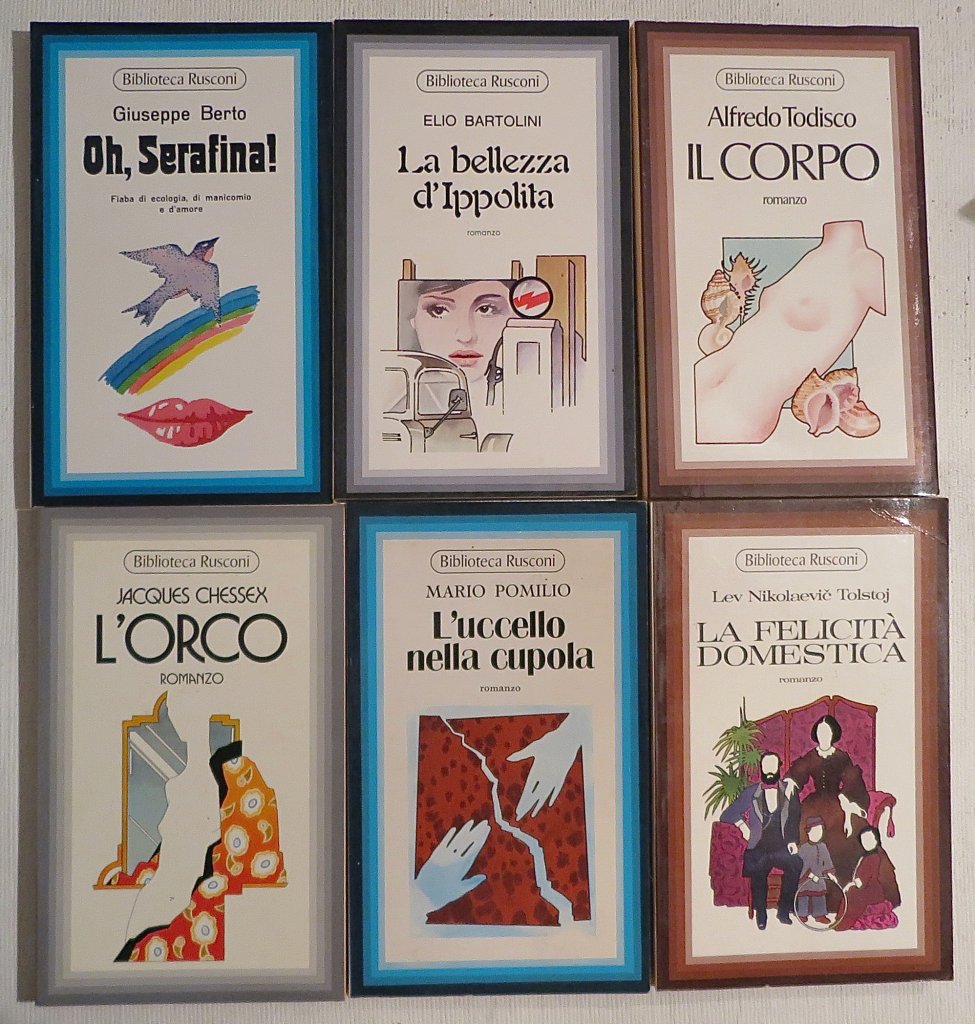 Biblioteca Rusconi
Giuseppe Berto
Oh, Serafina!
Fiaba di ecologia, di manicomio
e d'amore
Biblioteca Rusconi
ELIO BARTOLINI
La bellezza
d'Ippolita
romanzo
Biblioteca Rusconi
Alfredo Todisco
IL CORPO
romanzo
Biblioteca Rusconi
JACQUES CHESSEX
L'ORCO
ROMANZO
Biblioteca Rusconi
MARIO POMILIO
L'uccello
nella cupola
romanzo
Biblioteca Rusconi
Lev Nikolaevič Tolstoj
LA FELICITÀ
DOMESTICA
romanzo